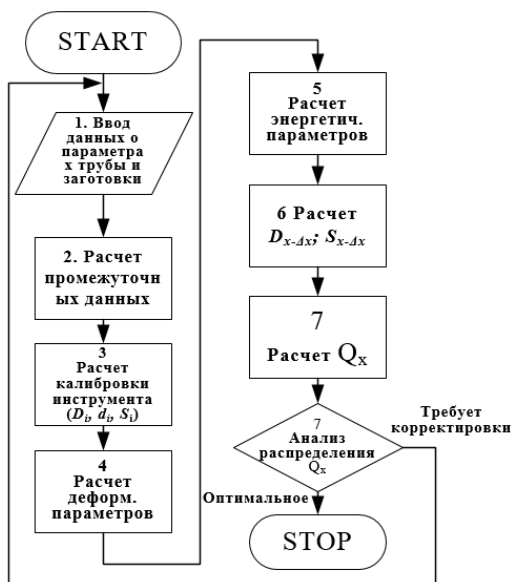 START
1. Ввод
данных о
параметра
х трубы и
заготовки
2. Расчет
промежуточ
ных данных
3
Расчет
калибровки
инструмента
(Di, di, Si)
4
Расчет
деформ.
параметров
5
Расчет
энергетич.
параметров
6 Расчет
Dx-Δx; Sx-Δx
7
Расчет Qx
7
Анализ
распределения
Qx
Требует
корректировки
Оптимальное
STOP